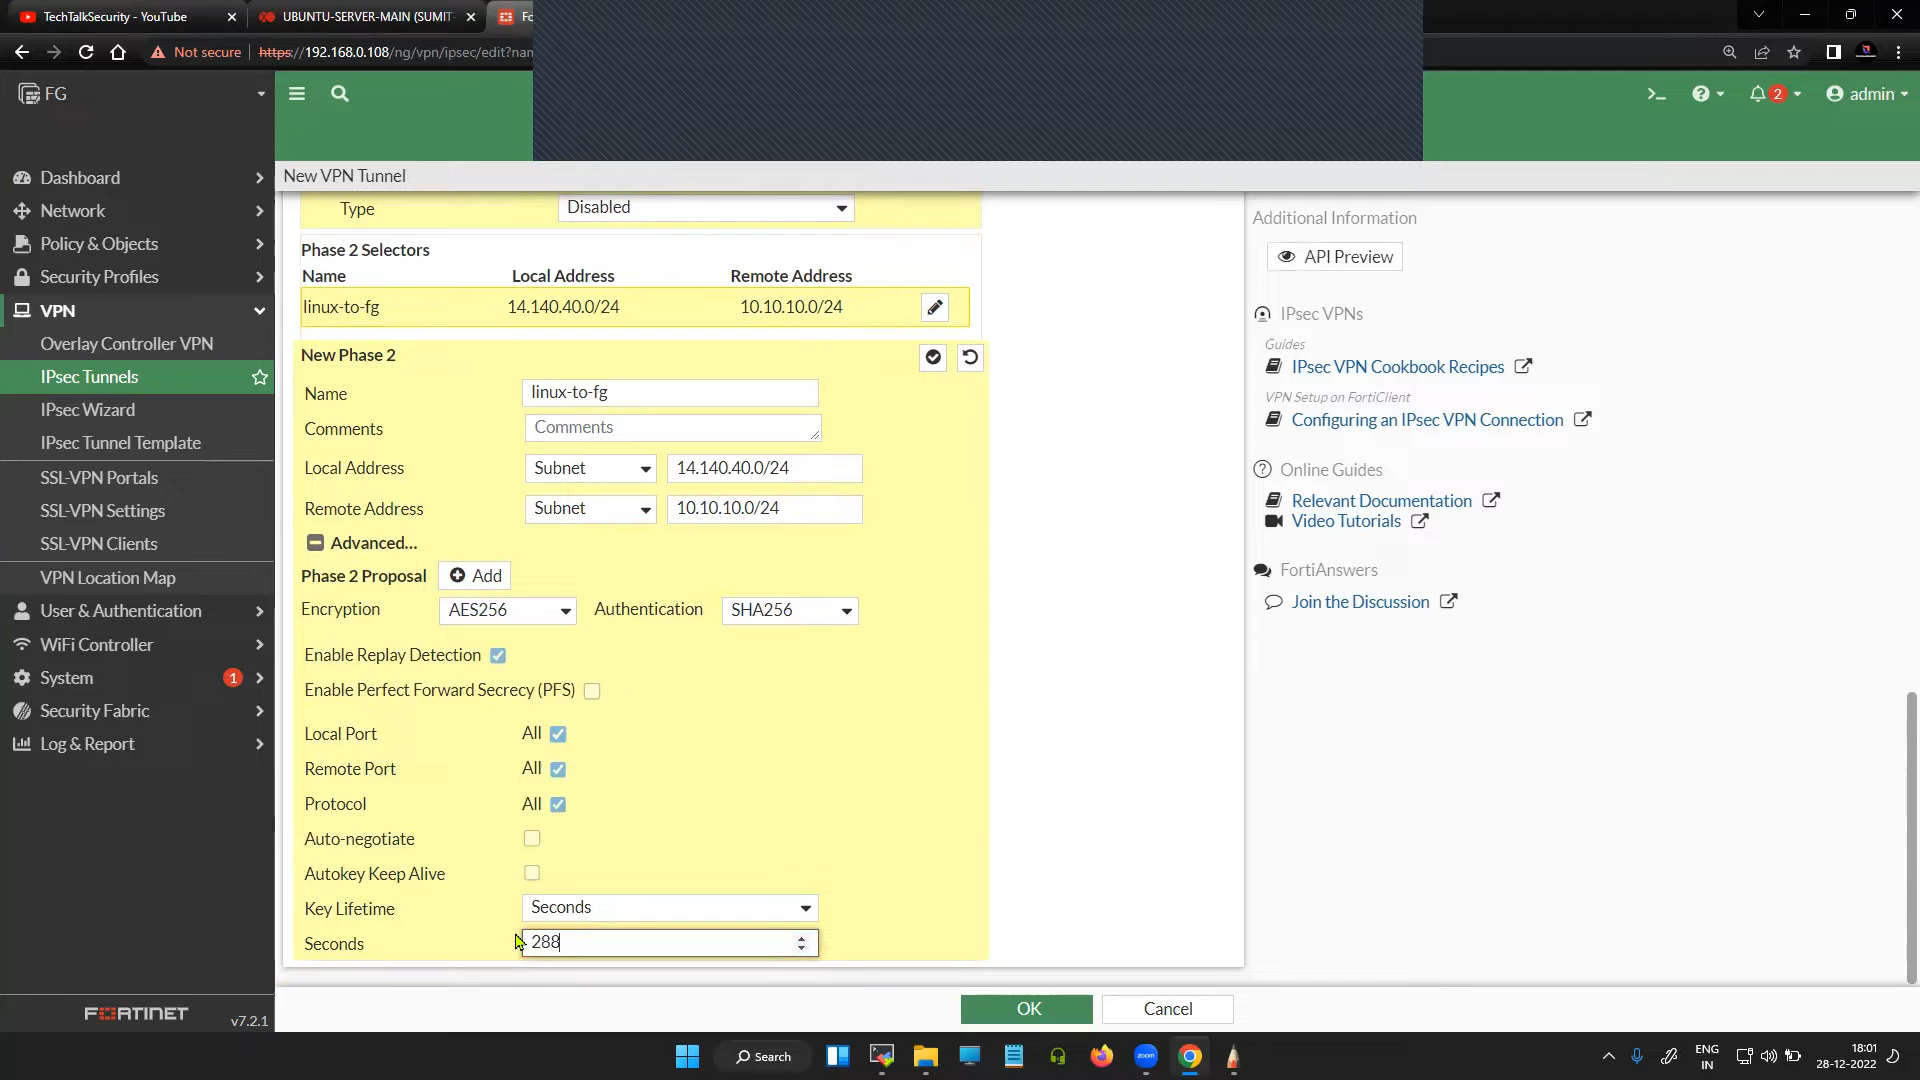 TechTalkSecurity - YouTube
UBUNTU-SERVER-MAIN (SUMIT-
Fo
Not secure https://192.168.0.108/ng/vpn/ipsec/edit?nam
FG
2
admin
New VPN Tunnel
Dashboard
Network
Policy & Objects
Security Profiles
VPN
Overlay Controller VPN
IPsec Tunnels
IPsec Wizard
IPsec Tunnel Template
SSL-VPN Portals
SSL-VPN Settings
SSL-VPN Clients
VPN Location Map
User & Authentication
WiFi Controller
System 1
Security Fabric
Log & Report
FORTINET v7.2.1
Type Disabled
Phase 2 Selectors
Name Local Address Remote Address
linux-to-fg 14.140.40.0/24 10.10.10.0/24
New Phase 2
Name linux-to-fg
Comments Comments
Local Address Subnet 14.140.40.0/24
Remote Address Subnet 10.10.10.0/24
Advanced...
Phase 2 Proposal Add
Encryption AES256 Authentication SHA256
Enable Replay Detection
Enable Perfect Forward Secrecy (PFS)
Local Port All
Remote Port All
Protocol All
Auto-negotiate
Autokey Keep Alive
Key Lifetime Seconds
Seconds 288
OK Cancel
Additional Information
API Preview
IPsec VPNs
Guides
IPsec VPN Cookbook Recipes
VPN Setup on FortiClient
Configuring an IPsec VPN Connection
Online Guides
Relevant Documentation
Video Tutorials
FortiAnswers
Join the Discussion
Search
zoom
ENG
IN
18:01
28-12-2022